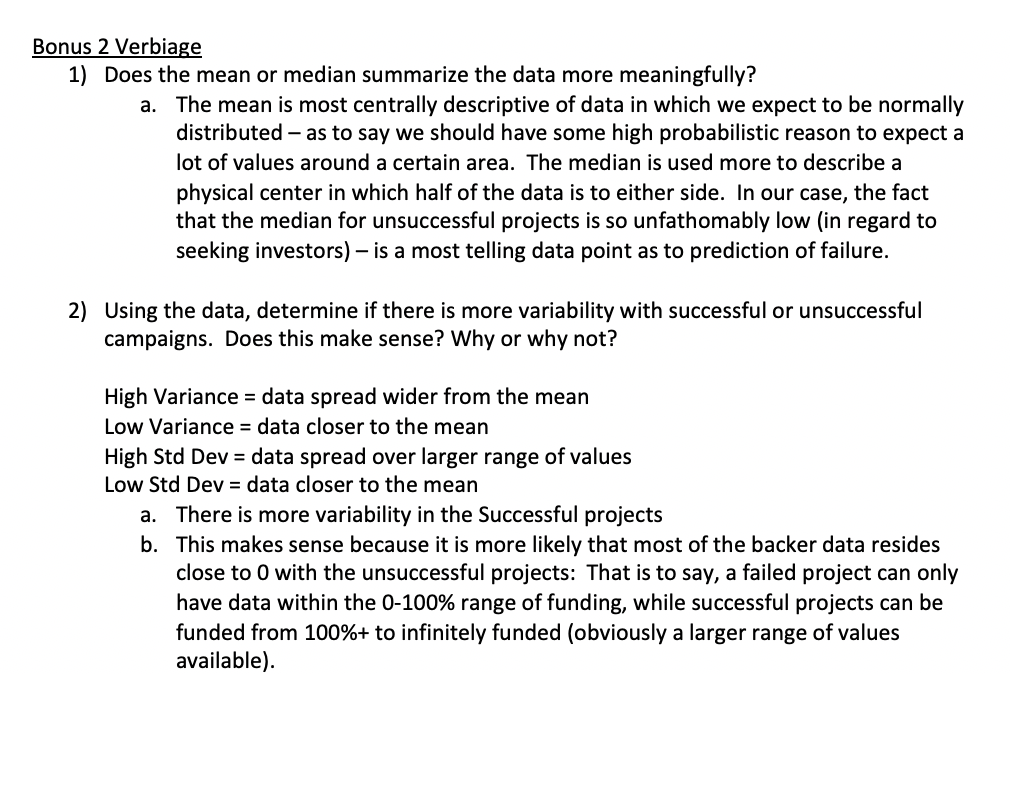 Bonus 2 Verbiage
1) Does the mean or median summarize the data more meaningfully?
a. The mean is most centrally descriptive of data in which we expect to be normally
distributed – as to say we should have some high probabilistic reason to expect a
lot of values around a certain area.  The median is used more to describe a
physical center in which half of the data is to either side.  In our case, the fact
that the median for unsuccessful projects is so unfathomably low (in regard to
seeking investors) – is a most telling data point as to prediction of failure.
2) Using the data, determine if there is more variability with successful or unsuccessful
campaigns.  Does this make sense? Why or why not?
High Variance = data spread wider from the mean
Low Variance = data closer to the mean
High Std Dev = data spread over larger range of values
Low Std Dev = data closer to the mean
a. There is more variability in the Successful projects
b. This makes sense because it is more likely that most of the backer data resides
close to 0 with the unsuccessful projects:  That is to say, a failed project can only
have data within the 0-100% range of funding, while successful projects can be
funded from 100%+ to infinitely funded (obviously a larger range of values
available).